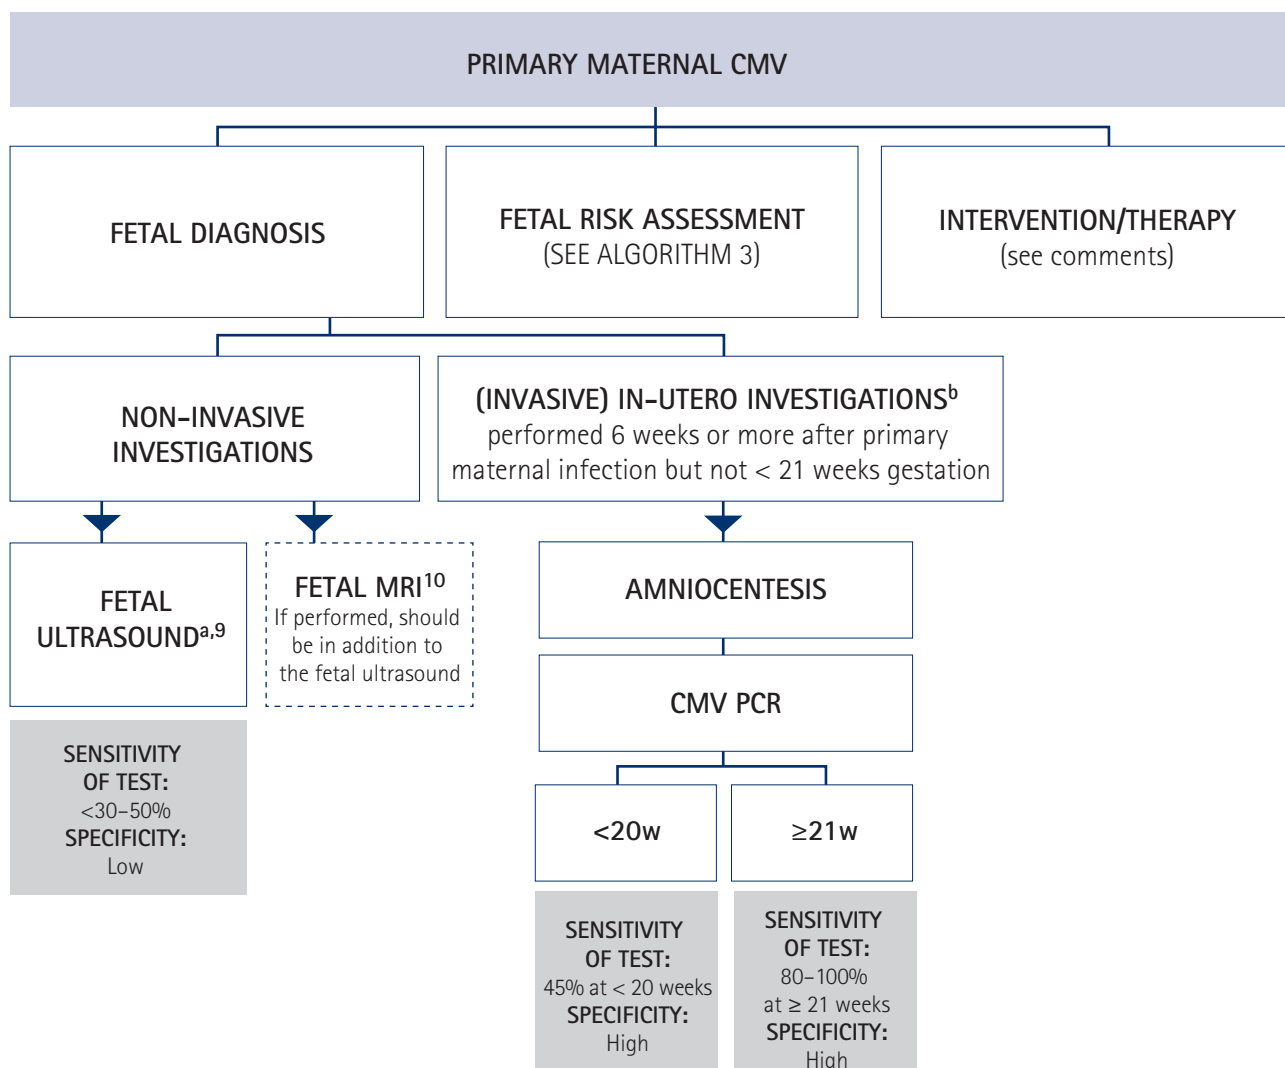 PRIMARY MATERNAL CMV
FETAL DIAGNOSIS
FETAL RISK ASSESSMENT
(SEE ALGORITHM 3)
INTERVENTION/THERAPY
(see comments)
NON-INVASIVE
INVESTIGATIONS
(INVASIVE) IN-UTERO INVESTIGATIONSᵇ
performed 6 weeks or more after primary
maternal infection but not < 21 weeks gestation
FETAL
ULTRASOUNDᵃ,⁹
FETAL MRI¹⁰
If performed, should
be in addition to
the fetal ultrasound
AMNIOCENTESIS
CMV PCR
SENSITIVITY
OF TEST:
<30–50%
SPECIFICITY:
Low
<20w
≥21w
SENSITIVITY
OF TEST:
45% at < 20 weeks
SPECIFICITY:
High
SENSITIVITY
OF TEST:
80–100%
at ≥ 21 weeks
SPECIFICITY:
High